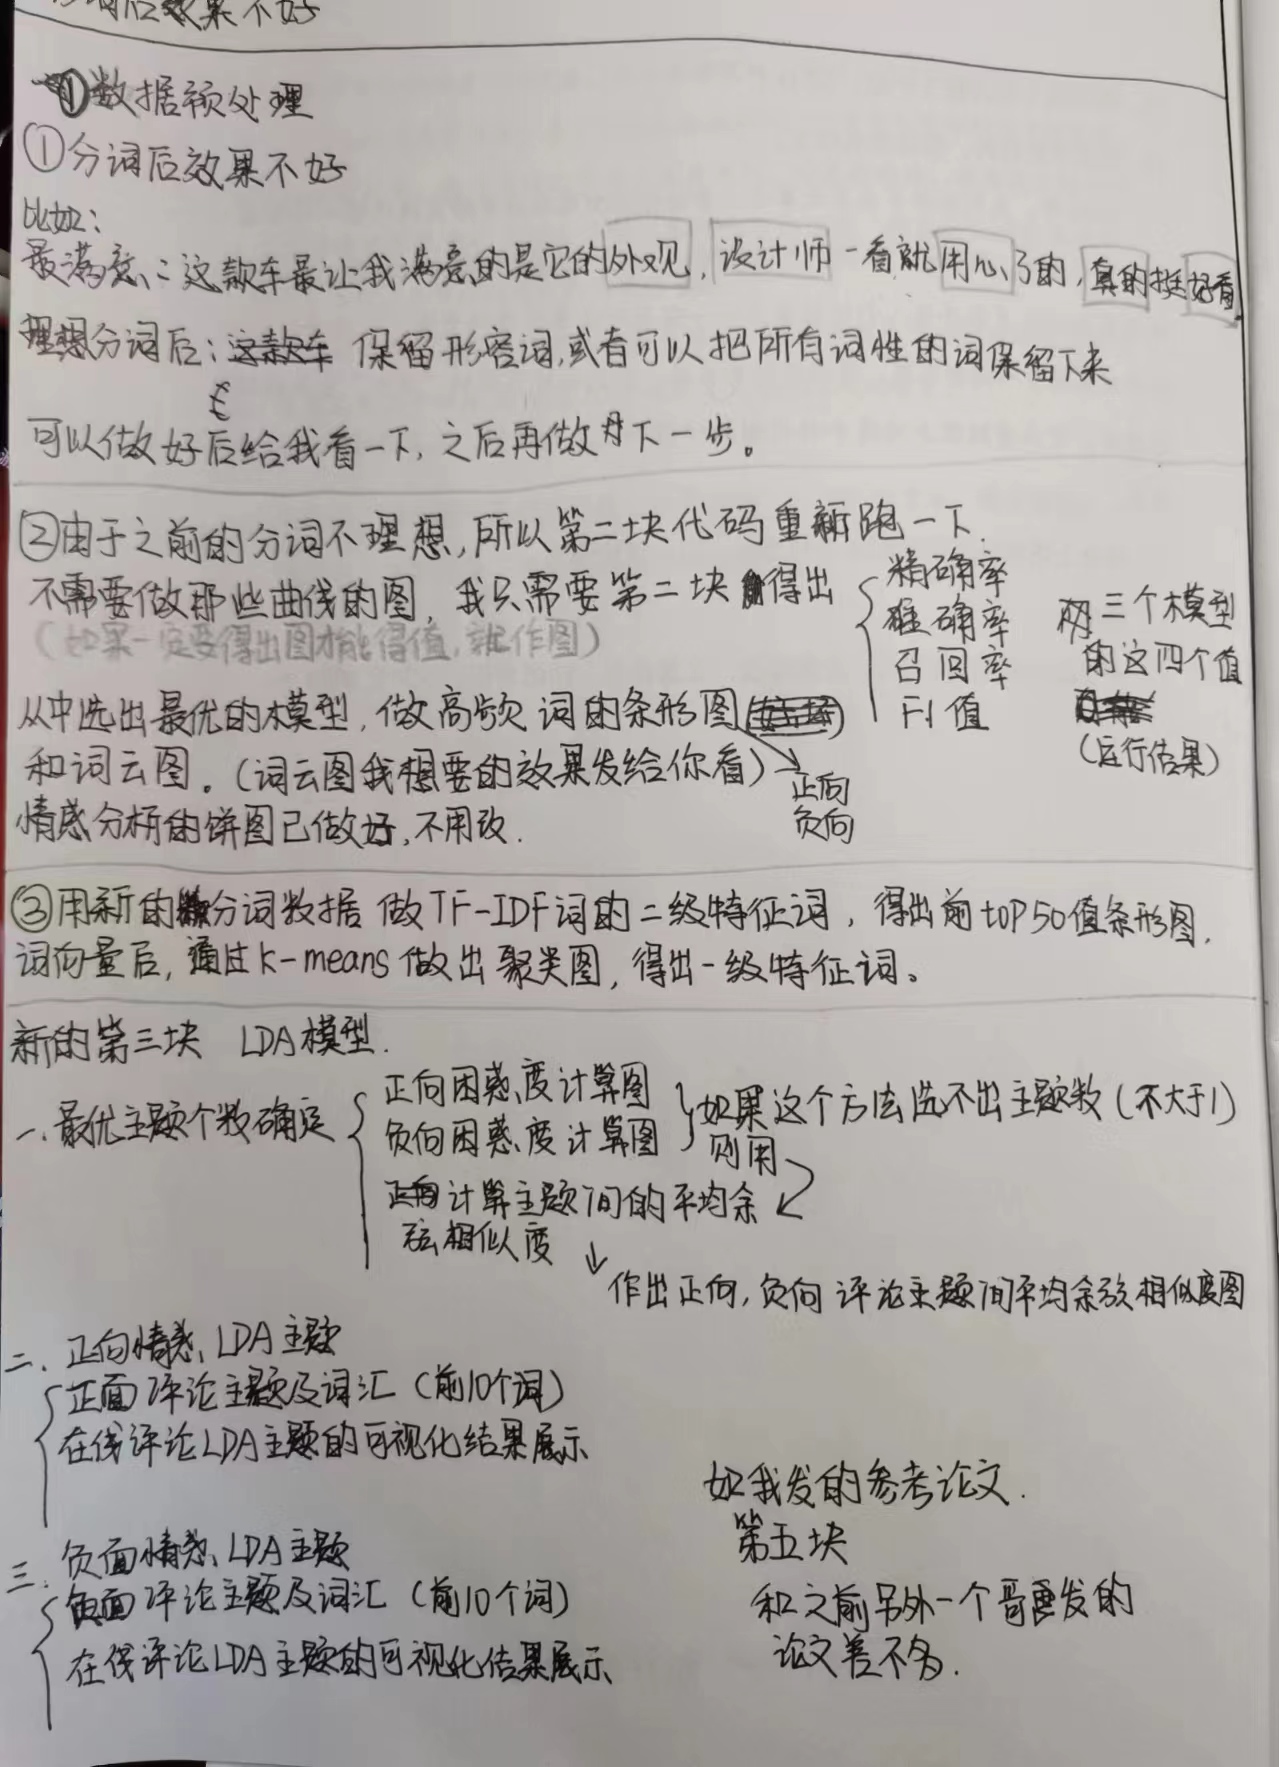 分词后效果不好
①数据预处理
①分词后效果不好
比如:
最满意:这款车最让我满意的是它的外观,设计师一看就用心了的,真的挺好看。
理想分词后:这款车 保留形容词,或者可以把所有词性的词保留下来
可以做好后给我看一下,之后再做下一步。
②由于之前的分词不理想,所以第二块代码重新跑一下.
不需要做那些曲线的图,我只需要第二块得出
(如果一定要得出图才能得值,就作图)
精确率
准确率
召回率
F1值
三个模型
的这四个值
(运行结果)
从中选出最优的模型,做高频词的条形图
和词云图。(词云图我想要的效果发给你看)
正向
负向
情感分析的饼图已做好,不用改.
③用新的分词数据做TF-IDF词的二级特征词,得出前top50值条形图,
词向量后,通过k-means做出聚类图,得出一级特征词。
新的第三块 LDA模型.
一、最优主题个数确定
正向困惑度计算图
负向困惑度计算图
如果这个方法选不出主题数(不大于1)
则用
计算主题间的平均余
弦相似度
作出正向,负向评论主题间平均余弦相似度图
二、正向情感LDA主题
正面评论主题及词汇(前10个词)
在线评论LDA主题的可视化结果展示
如我发的参考论文.
第五块
和之前另外一个哥发的
论文差不多.
三、负面情感LDA主题
负面评论主题及词汇(前10个词)
在线评论LDA主题的可视化结果展示